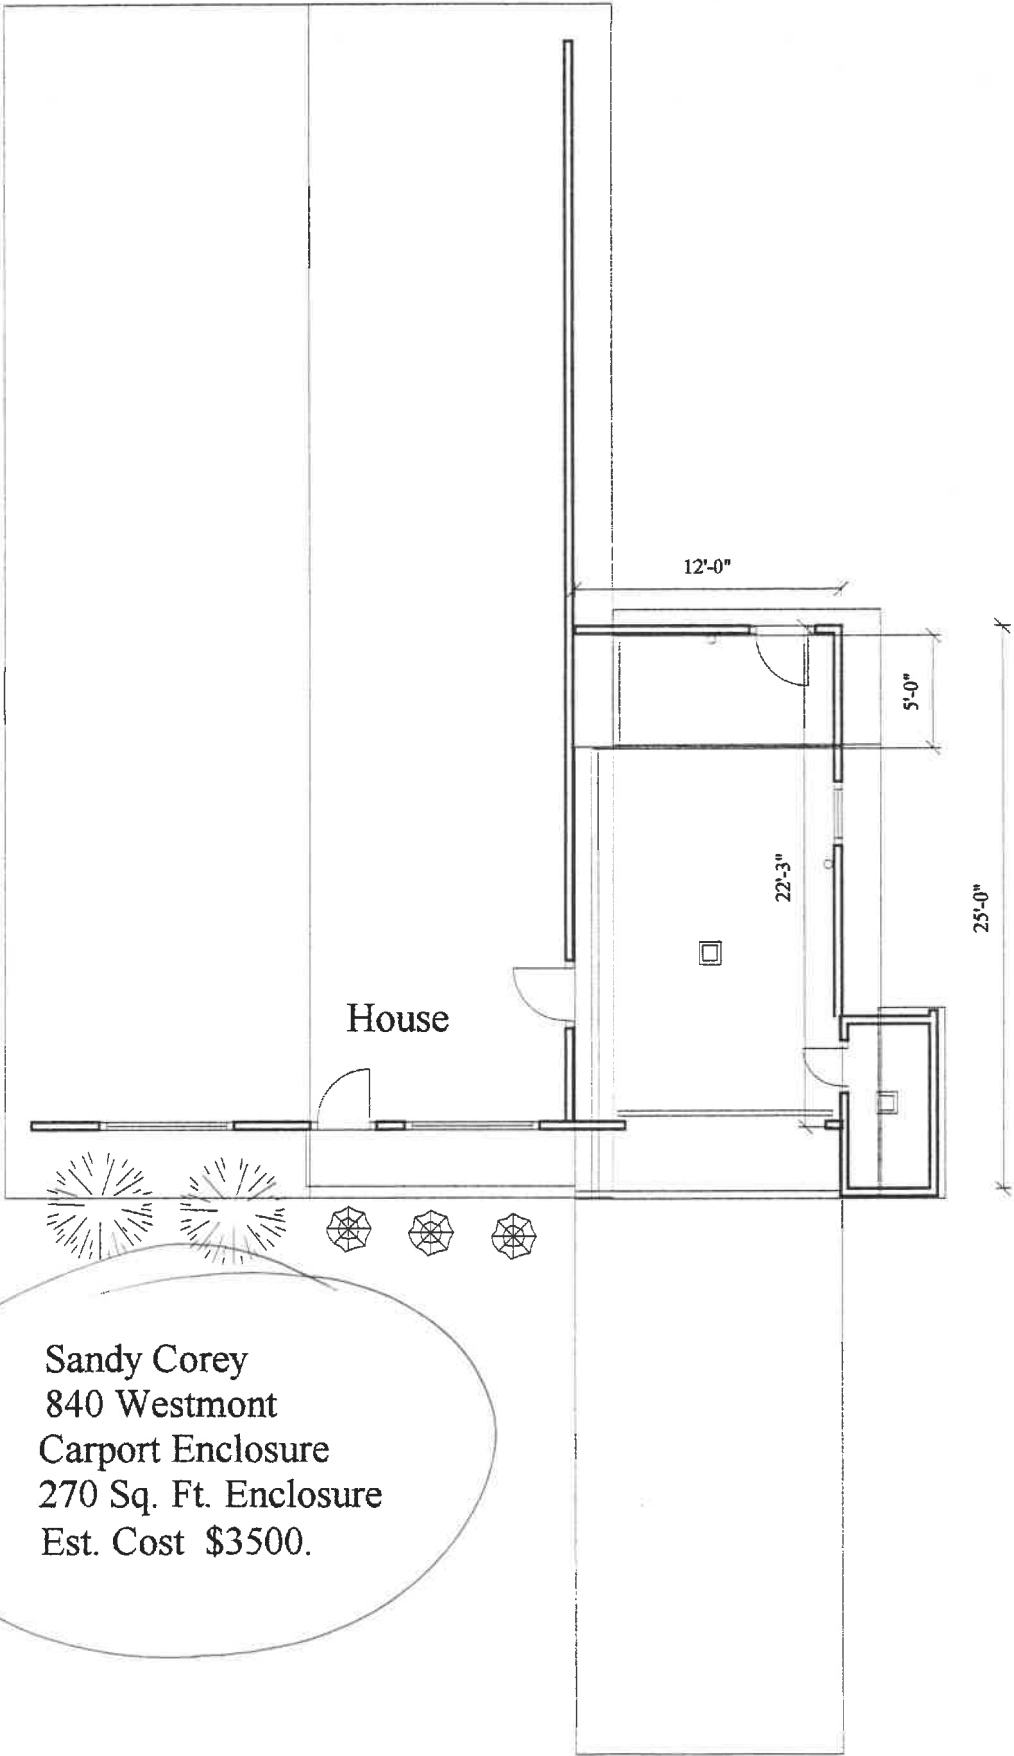 12'-0"
5'-0"
22'-3"
25'-0"
House
Sandy Corey
840 Westmont
Carport Enclosure
270 Sq. Ft. Enclosure
Est. Cost $3500.